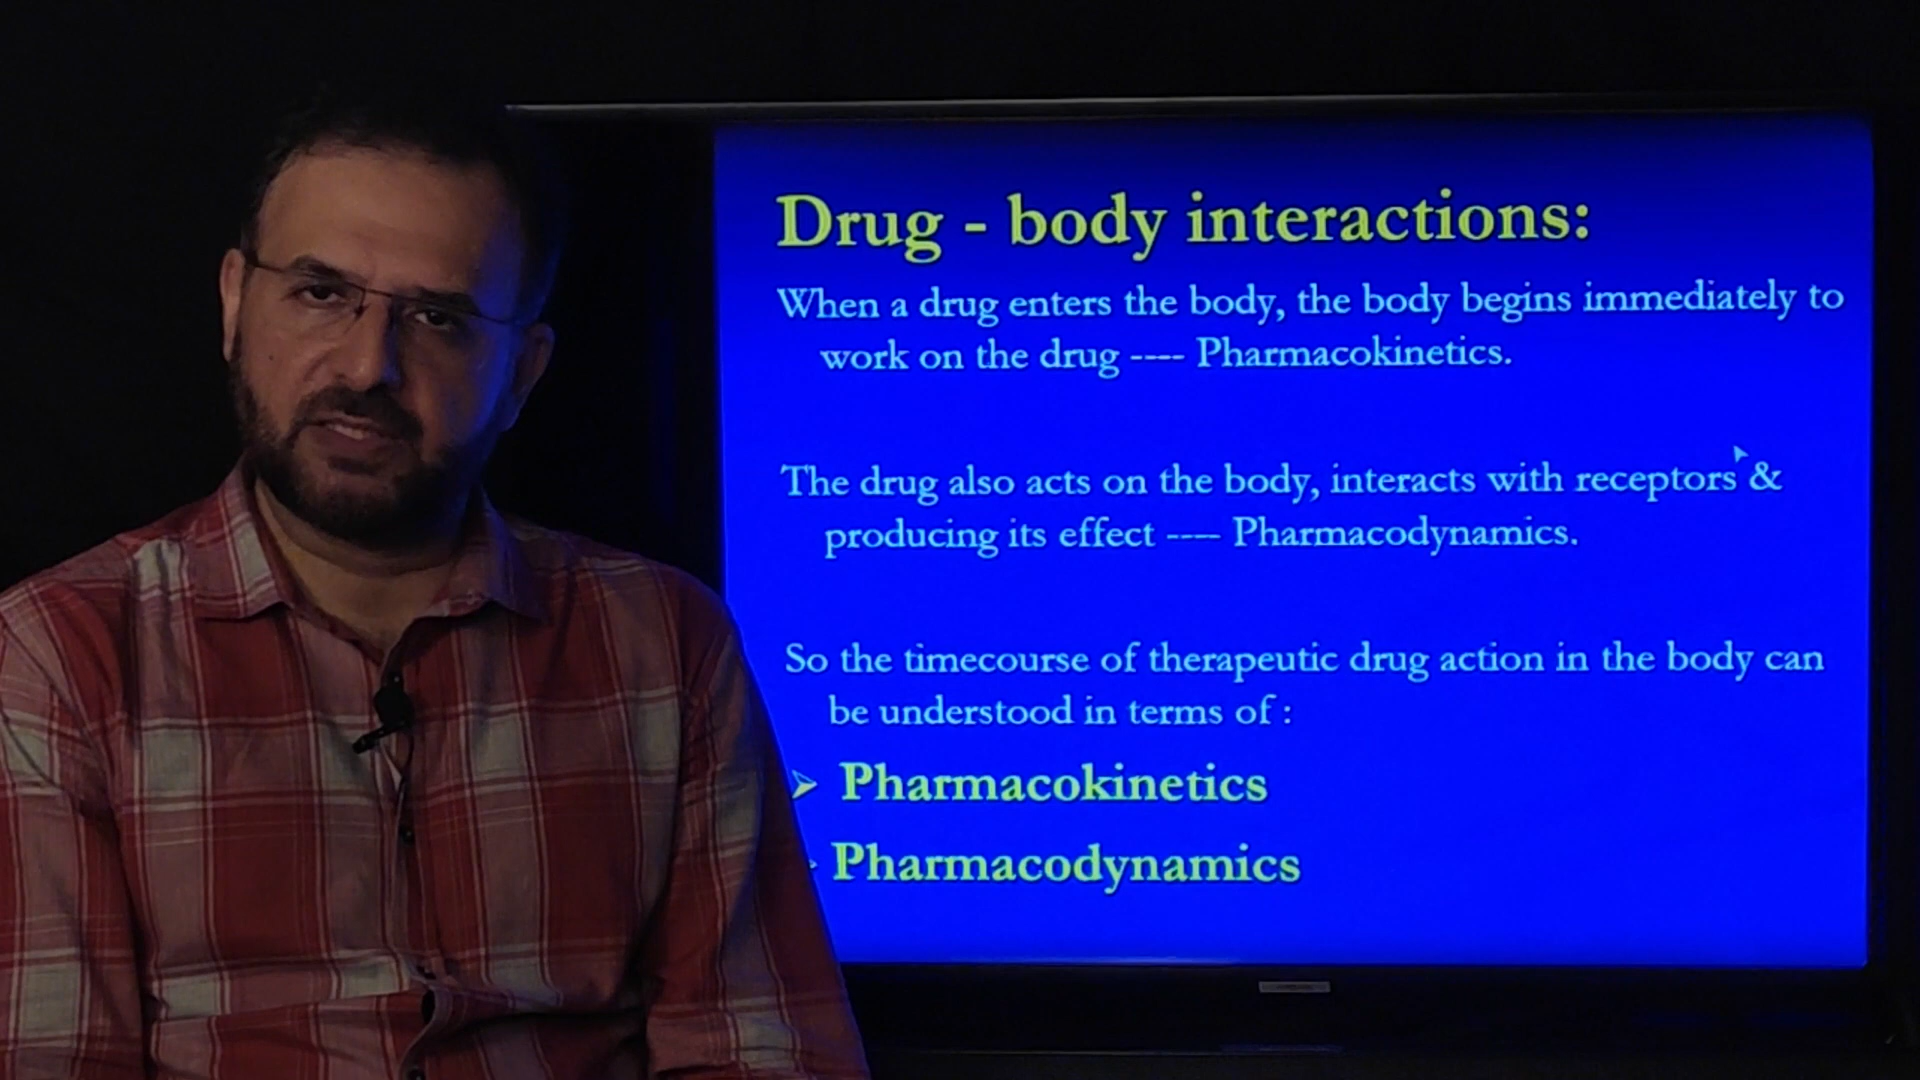 Drug - body interactions:
When a drug enters the body, the body begins immediately to
work on the drug ---- Pharmacokinetics.
The drug also acts on the body, interacts with receptors &
producing its effect ---- Pharmacodynamics.
So the timecourse of therapeutic drug action in the body can
be understood in terms of :
➢ Pharmacokinetics
➢ Pharmacodynamics